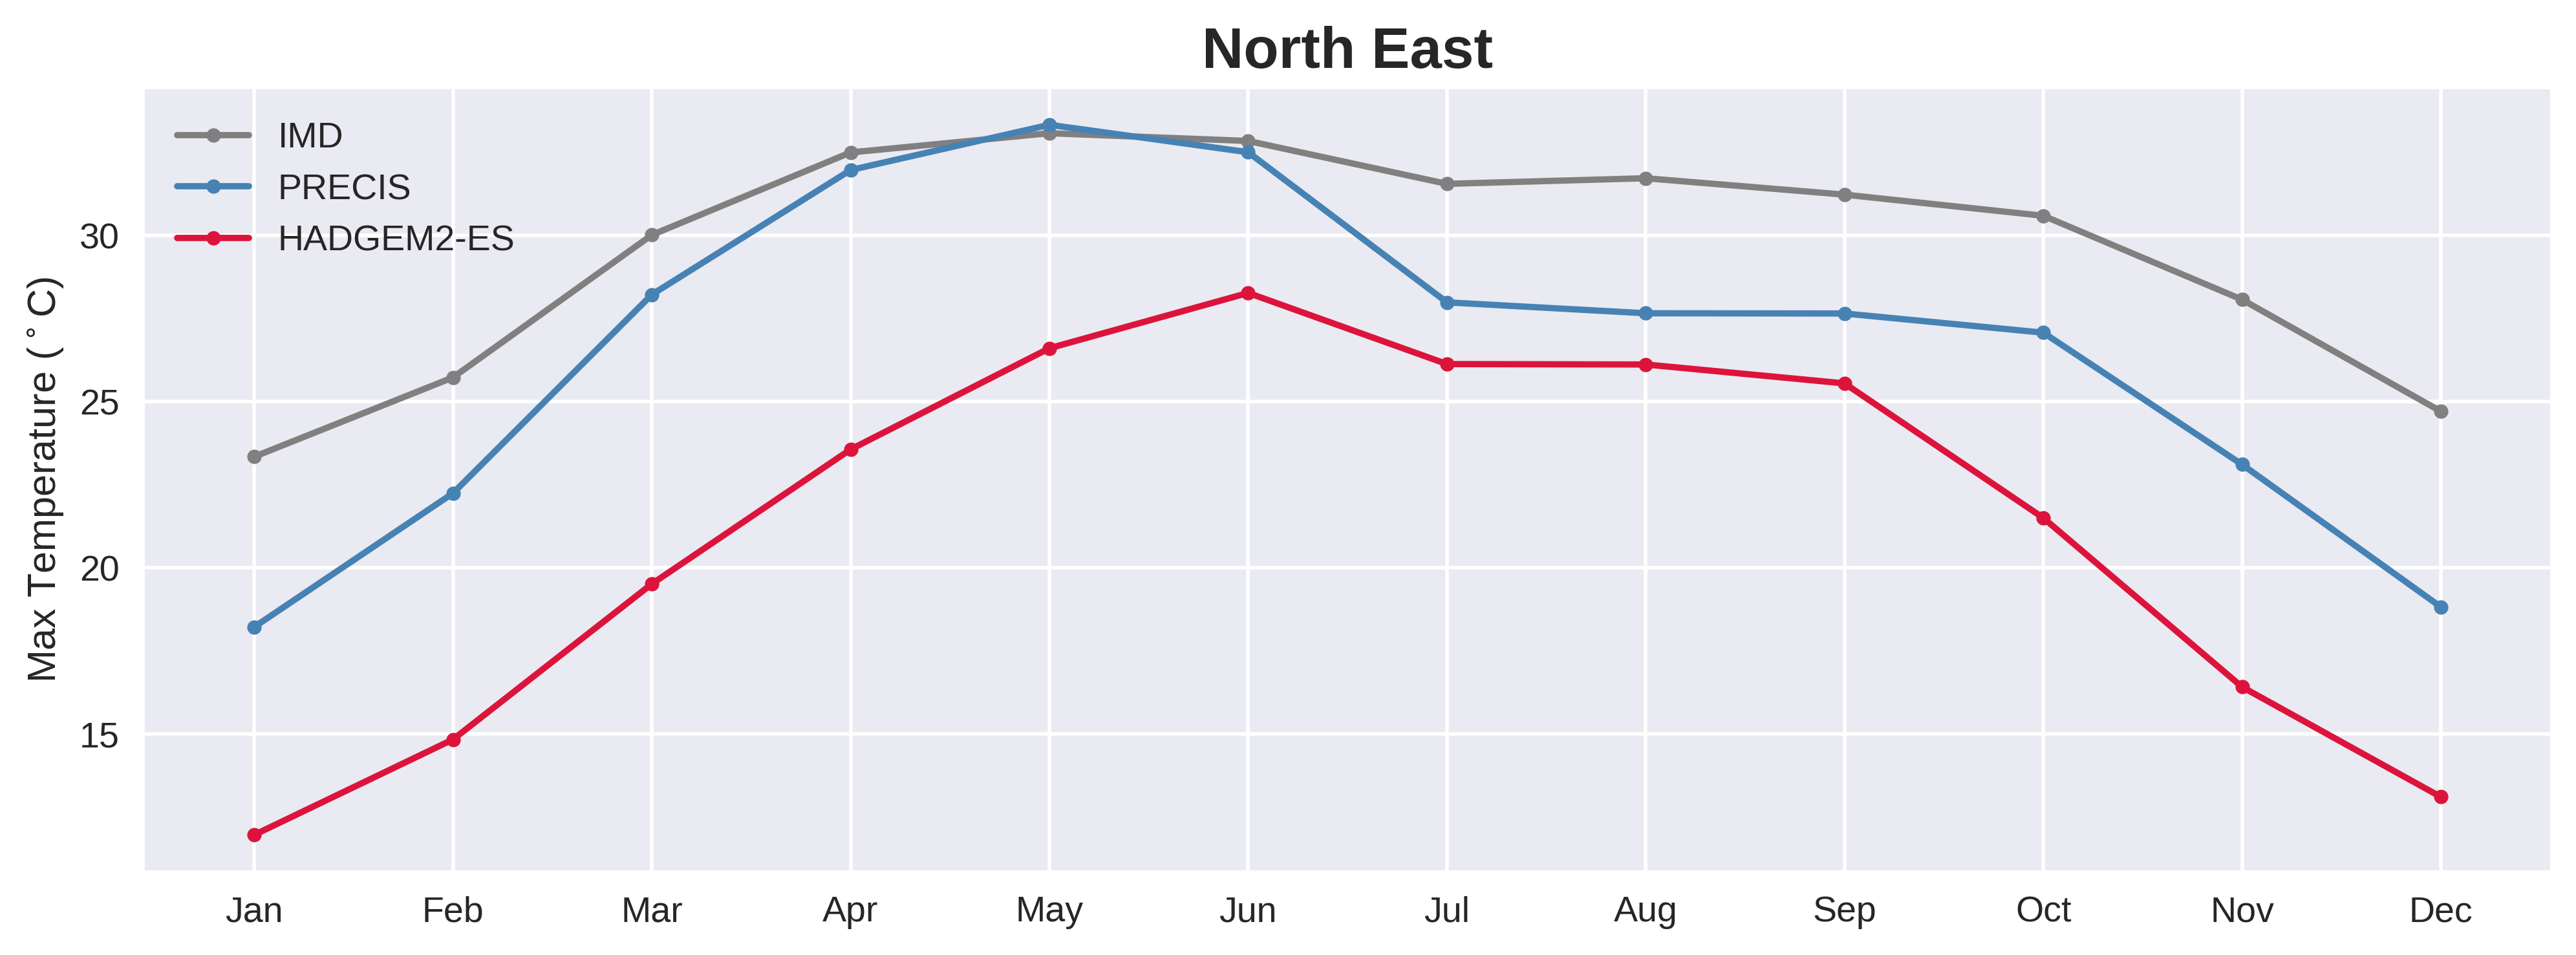 North East
IMD
PRECIS
HADGEM2-ES
Max Temperature ( ˚ C)
30
25
20
15
Jan Feb Mar Apr May Jun Jul Aug Sep Oct Nov Dec